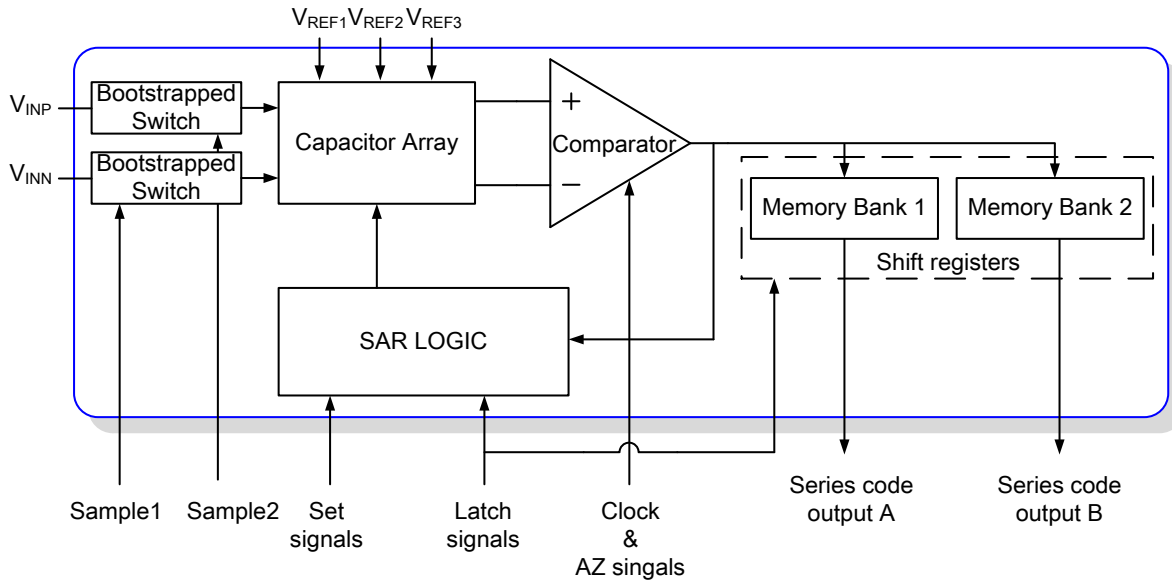 VREF1 VREF2 VREF3
VINP
Bootstrapped
Switch
VINN
Bootstrapped
Switch
Capacitor Array
+
Comparator
−
Memory Bank 1
Memory Bank 2
Shift registers
SAR LOGIC
Sample1
Sample2
Set
signals
Latch
signals
Clock
&
AZ singals
Series code
output A
Series code
output B